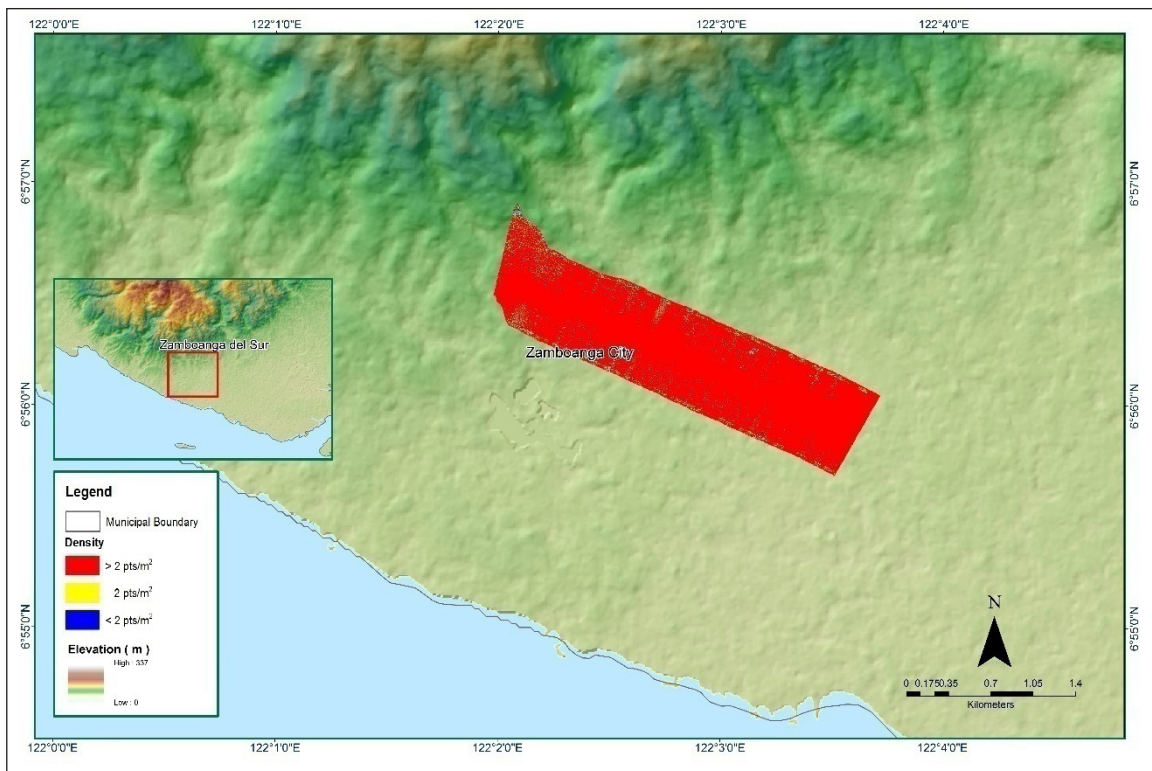 122°0'0"E 122°1'0"E 122°2'0"E 122°3'0"E 122°4'0"E
6°57'0"N 6°57'0"N
Zamboanga del Sur
Zamboanga City
6°56'0"N 6°56'0"N
Legend
Municipal Boundary
Density
> 2 pts/m²
2 pts/m²
< 2 pts/m²
Elevation ( m )
High : 337
Low : 0
6°55'0"N 6°55'0"N
N
0 0.175 0.35 0.7 1.05 1.4
Kilometers
122°0'0"E 122°1'0"E 122°2'0"E 122°3'0"E 122°4'0"E